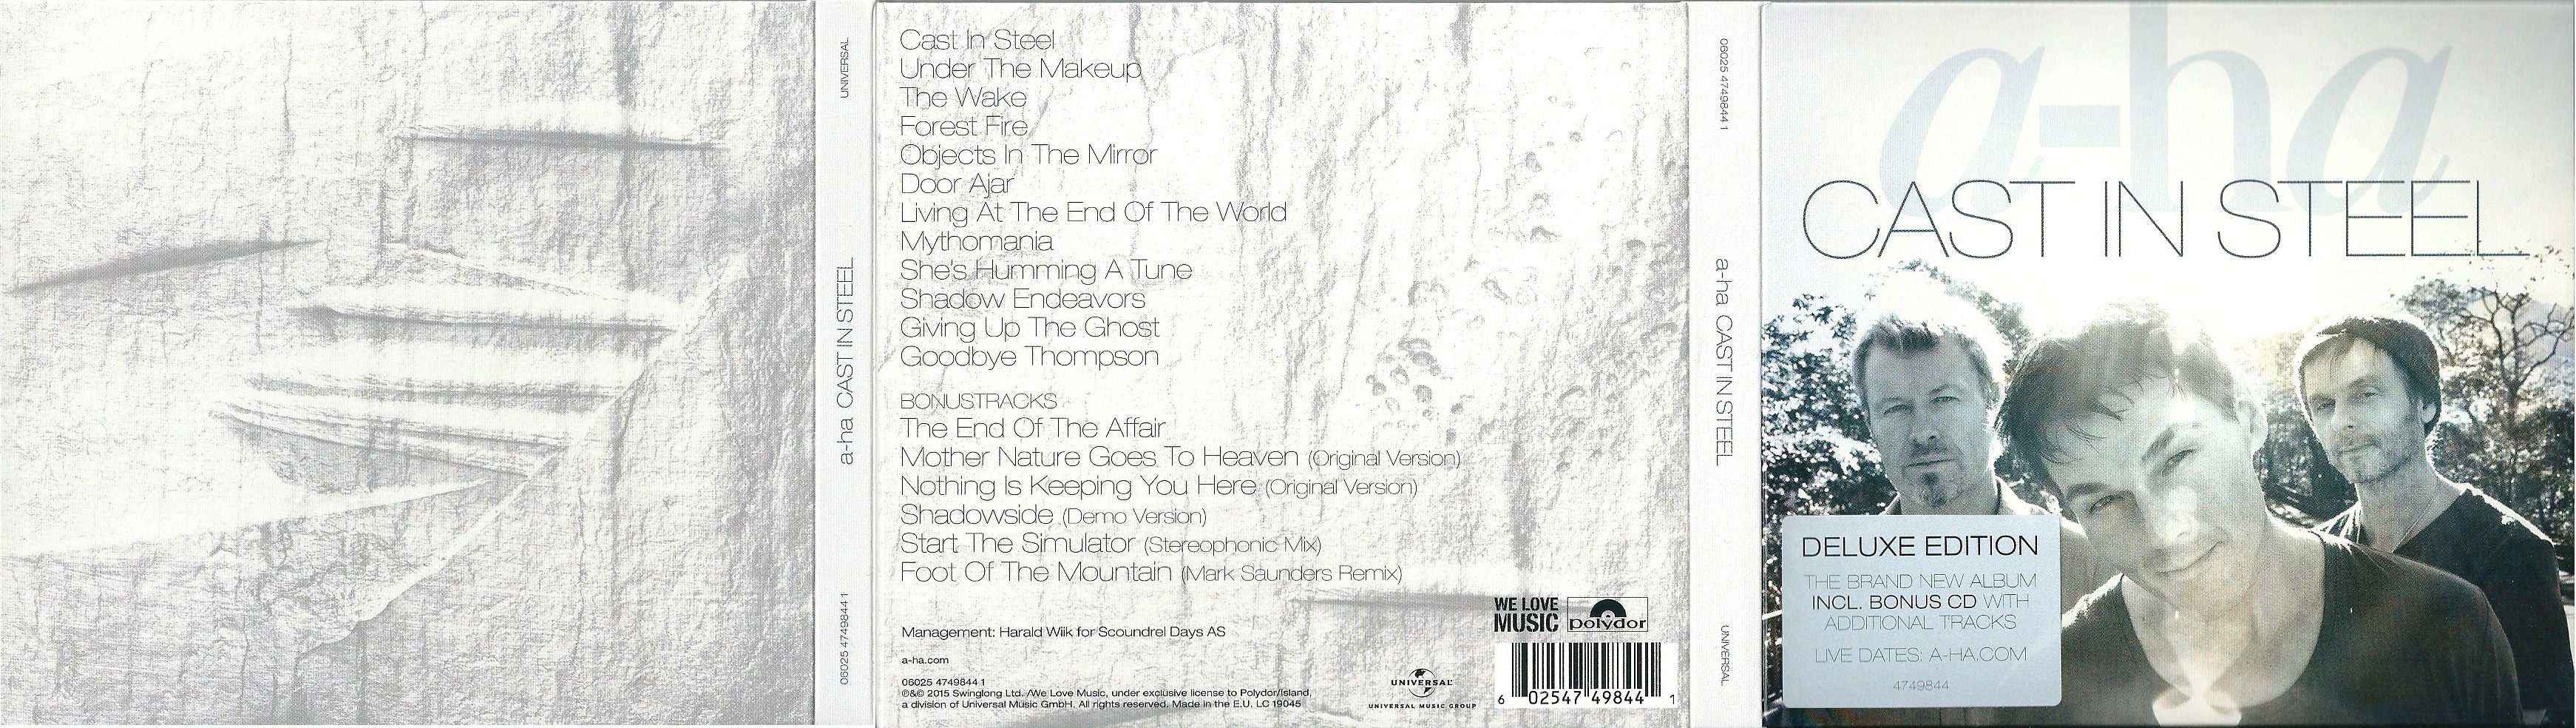 UNIVERSAL
a-ha CAST IN STEEL
06025 4749844 1
Cast In Steel
Under The Makeup
The Wake
Forest Fire
Objects In The Mirror
Door Ajar
Living At The End Of The World
Mythomania
She's Humming A Tune
Shadow Endeavors
Giving Up The Ghost
Goodbye Thompson
BONUSTRACKS
The End Of The Affair
Mother Nature Goes To Heaven (Original Version)
Nothing Is Keeping You Here (Original Version)
Shadowside (Demo Version)
Start The Simulator (Stereophonic Mix)
Foot Of The Mountain (Mark Saunders Remix)
Management: Harald Wiik for Scoundrel Days AS
a-ha.com
06025 4749844 1
℗&© 2015 Swinglong Ltd. /We Love Music, under exclusive license to Polydor/Island,
a division of Universal Music GmbH. All rights reserved. Made in the E.U. LC 19045
UNIVERSAL
UNIVERSAL MUSIC GROUP
WE LOVE
MUSIC
polydor
6 02547 49844 1
06025 4749844 1
a-ha CAST IN STEEL
UNIVERSAL
a-ha
CAST IN STEEL
DELUXE EDITION
THE BRAND NEW ALBUM
INCL. BONUS CD WITH
ADDITIONAL TRACKS
LIVE DATES: A-HA.COM
4749844